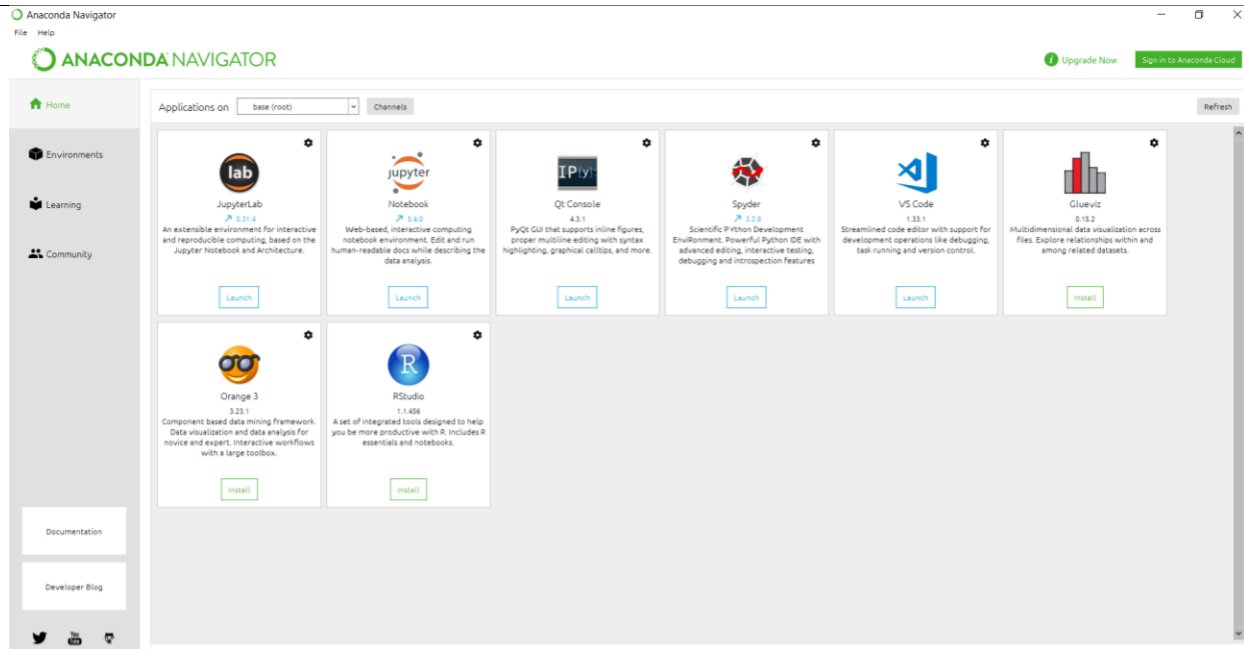 Anaconda Navigator
File Help
ANACONDA NAVIGATOR
Upgrade Now
Sign in to Anaconda Cloud
Home
Environments
Learning
Community
Documentation
Developer Blog
You
Tube
Applications on base (root) Channels
Refresh
lab
JupyterLab
0.31.4
An extensible environment for interactive
and reproducible computing, based on the
Jupyter Notebook and Architecture.
Launch
jupyter
Notebook
5.4.0
Web-based, interactive computing
notebook environment. Edit and run
human-readable docs while describing the
data analysis.
Launch
IP[y]:
Qt Console
4.3.1
PyQt GUI that supports inline figures,
proper multiline editing with syntax
highlighting, graphical calltips, and more.
Launch
Spyder
3.2.8
Scientific PYthon Development
EnviRonment. Powerful Python IDE with
advanced editing, interactive testing,
debugging and introspection features
Launch
VS Code
1.33.1
Streamlined code editor with support for
development operations like debugging,
task running and version control.
Launch
Glueviz
0.15.2
Multidimensional data visualization across
files. Explore relationships within and
among related datasets.
Install
Orange 3
3.23.1
Component based data mining framework.
Data visualization and data analysis for
novice and expert. Interactive workflows
with a large toolbox.
Install
R
RStudio
1.1.456
A set of integrated tools designed to help
you be more productive with R. Includes R
essentials and notebooks.
Install